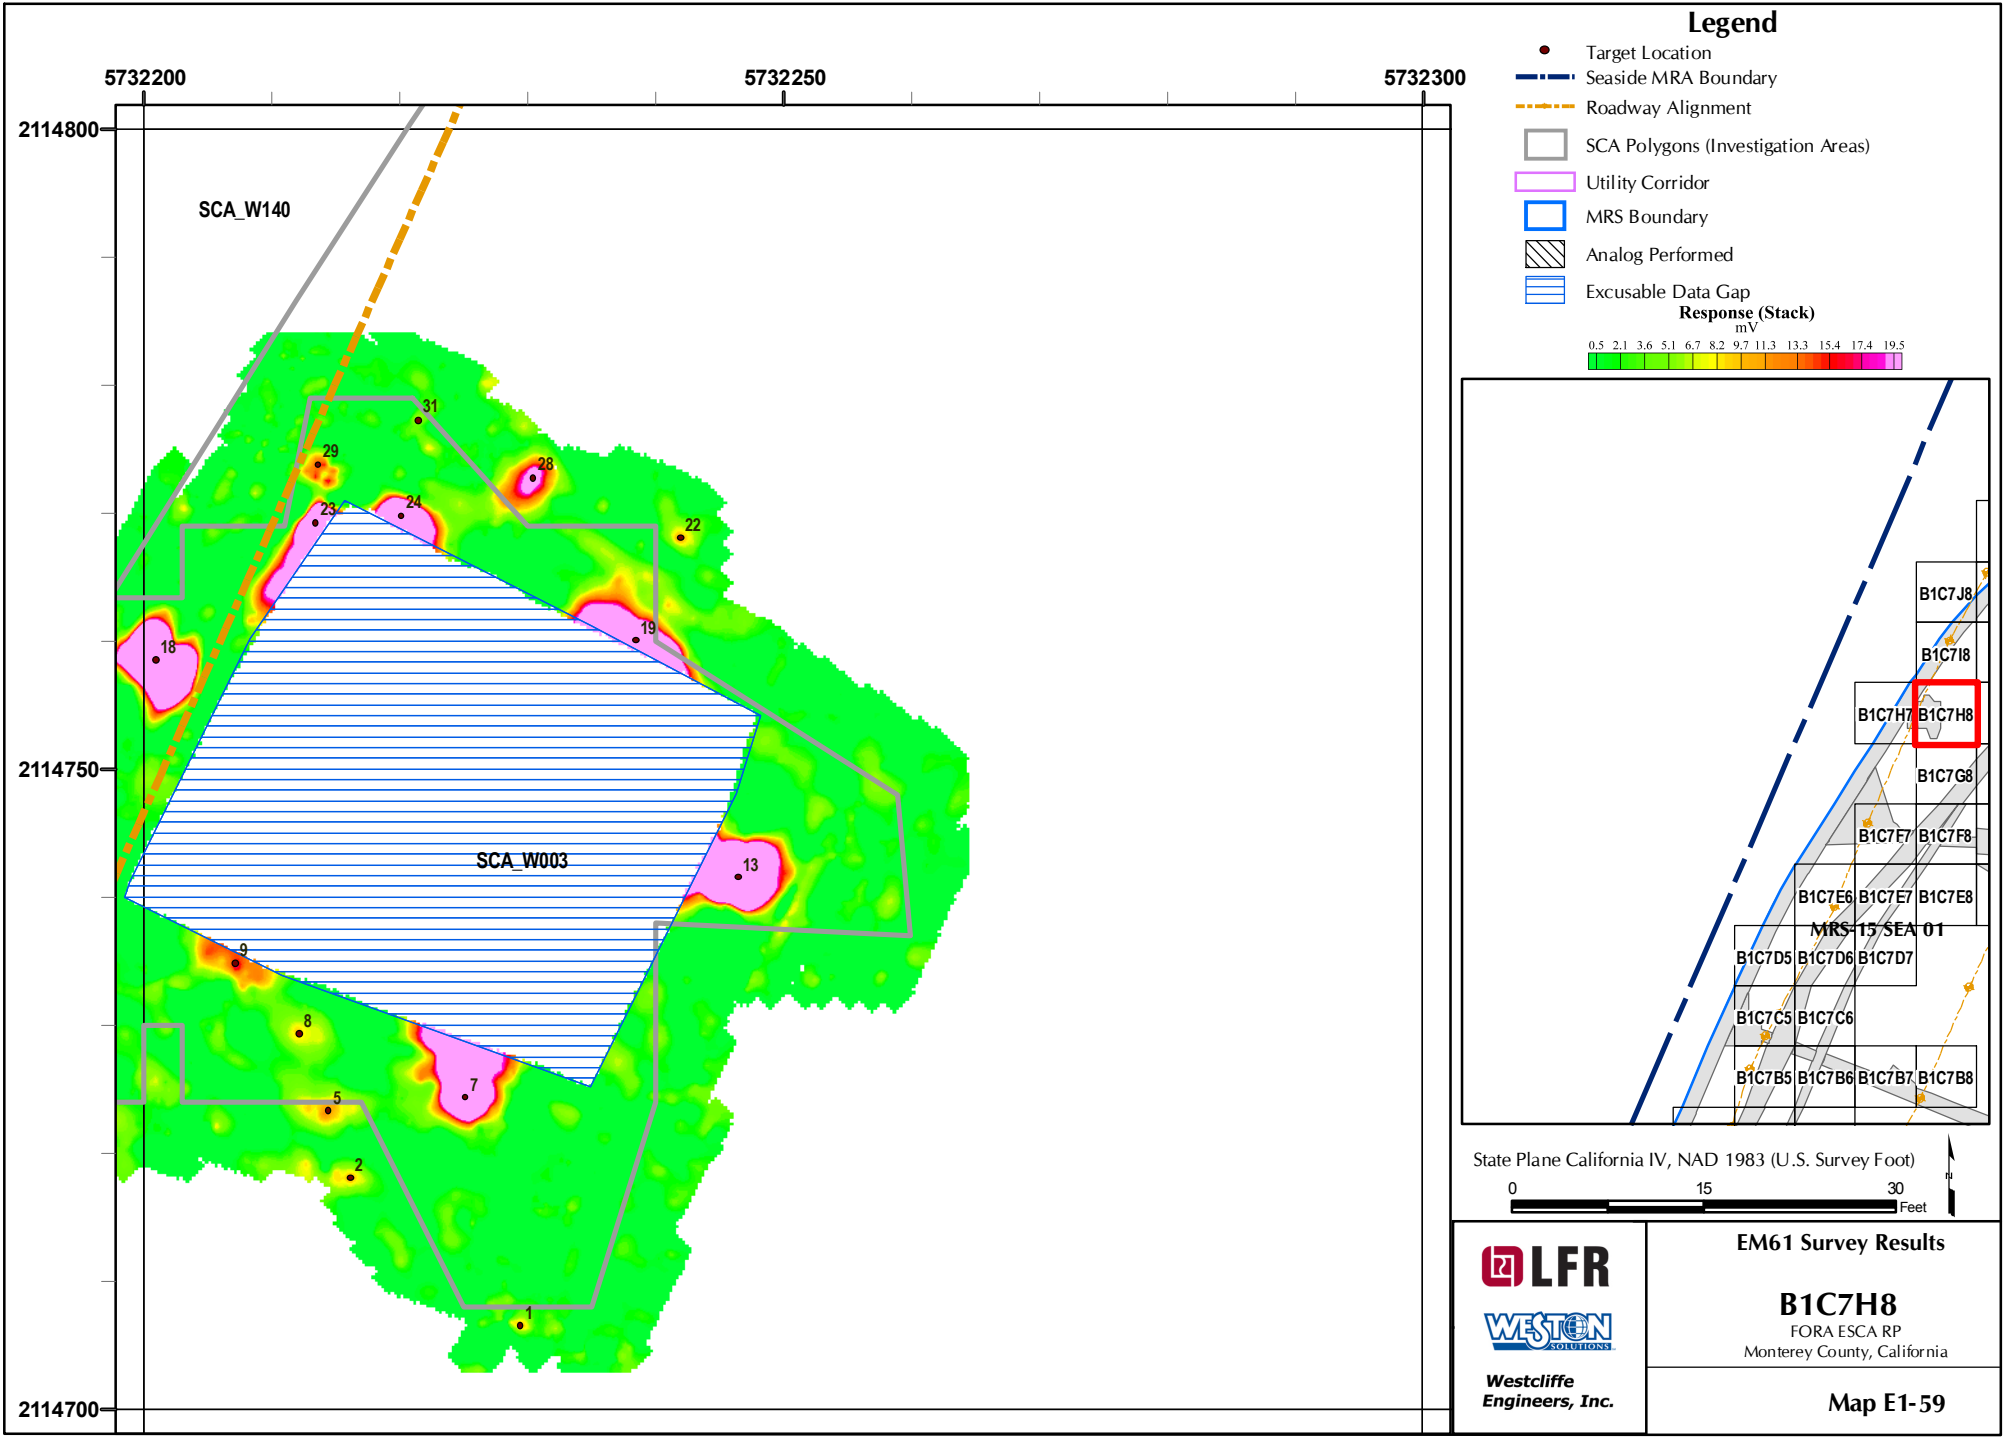 Legend
Target Location
Seaside MRA Boundary
Roadway Alignment
SCA Polygons (Investigation Areas)
Utility Corridor
MRS Boundary
Analog Performed
Excusable Data Gap
Response (Stack)
mV
0.5 2.1 3.6 5.1 6.7 8.2 9.7 11.3 13.3 15.4 17.4 19.5
5732200 5732250 5732300
2114800
SCA_W140
31
29
28
24
23
22
19
18
2114750
SCA_W003
13
9
8
7
5
2
1
2114700
B1C7J8
B1C7I8
B1C7H7 B1C7H8
B1C7G8
B1C7F7 B1C7F8
B1C7E6 B1C7E7 B1C7E8
MRS-15 SEA 01
B1C7D5 B1C7D6 B1C7D7
B1C7C5 B1C7C6
B1C7B5 B1C7B6 B1C7B7 B1C7B8
State Plane California IV, NAD 1983 (U.S. Survey Foot)
0 15 30
Feet
N
LFR
WESTON
SOLUTIONS
Westcliffe
Engineers, Inc.
EM61 Survey Results
B1C7H8
FORA ESCA RP
Monterey County, California
Map E1-59